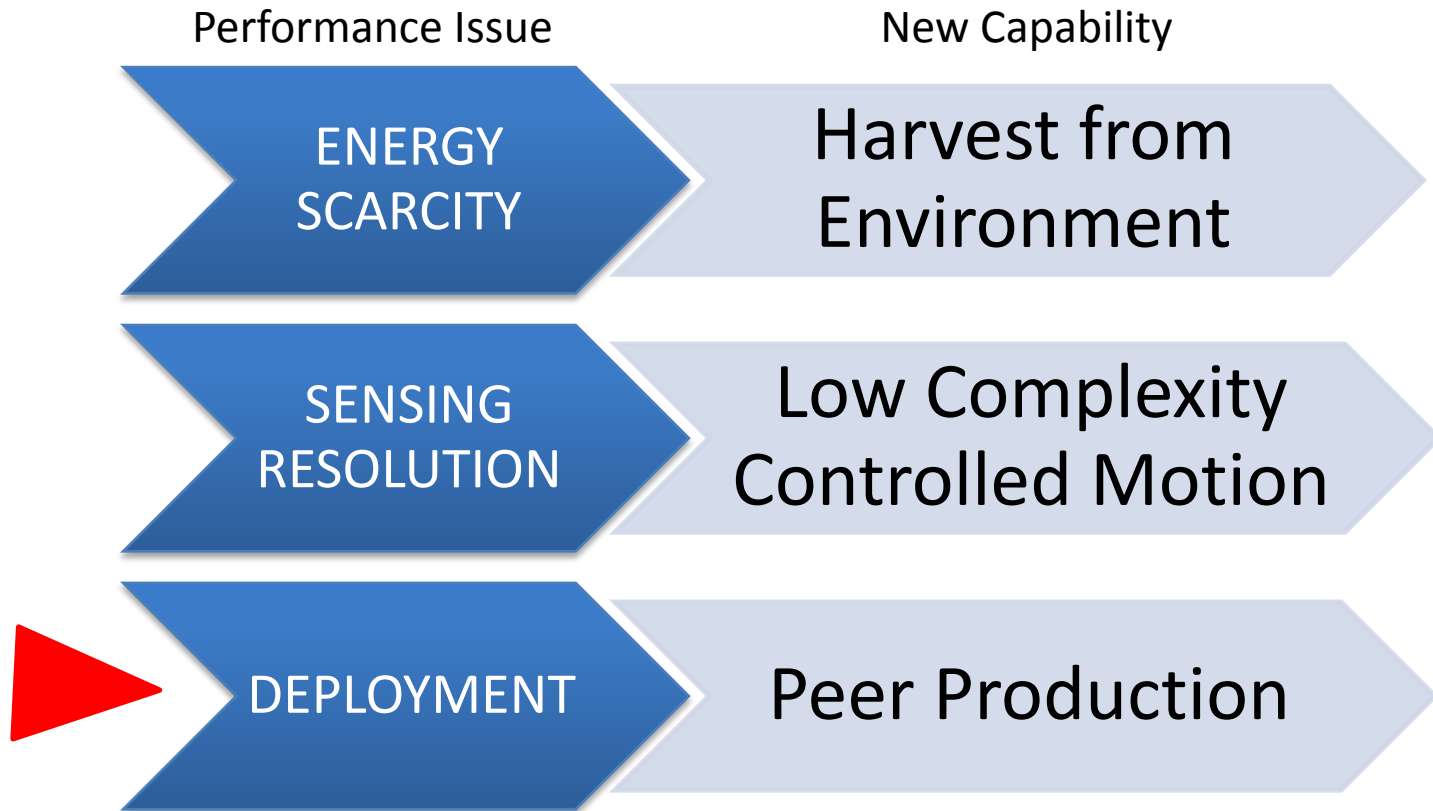 Performance Issue
New Capability
ENERGY
SCARCITY
Harvest from
Environment
SENSING
RESOLUTION
Low Complexity
Controlled Motion
DEPLOYMENT
Peer Production